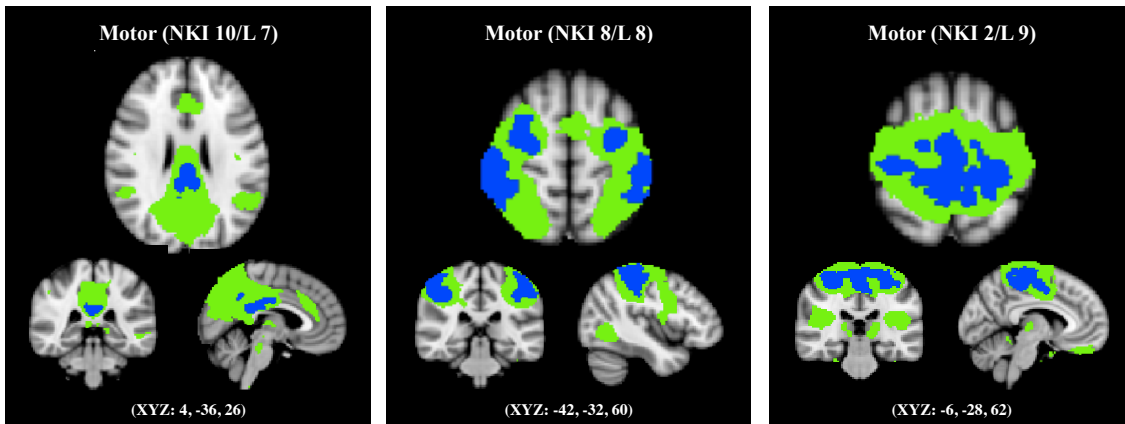 Motor (NKI 10/L 7)
(XYZ: 4, -36, 26)
Motor (NKI 8/L 8)
(XYZ: -42, -32, 60)
Motor (NKI 2/L 9)
(XYZ: -6, -28, 62)